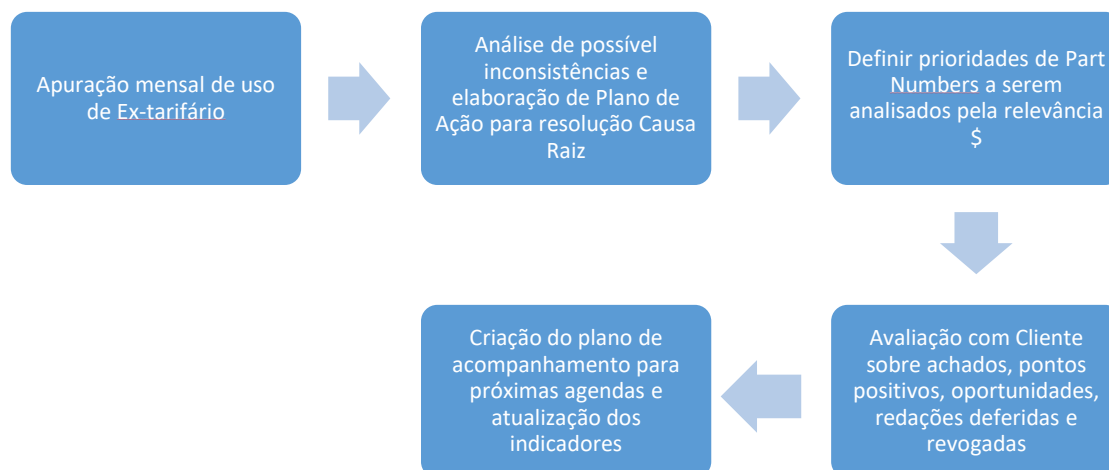 Apuração mensal de uso
de Ex-tarifário
Análise de possível
inconsistências e
elaboração de Plano de
Ação para resolução Causa
Raiz
Definir prioridades de Part
Numbers a serem
analisados pela relevância
$
Avaliação com Cliente
sobre achados, pontos
positivos, oportunidades,
redações deferidas e
revogadas
Criação do plano de
acompanhamento para
próximas agendas e
atualização dos
indicadores